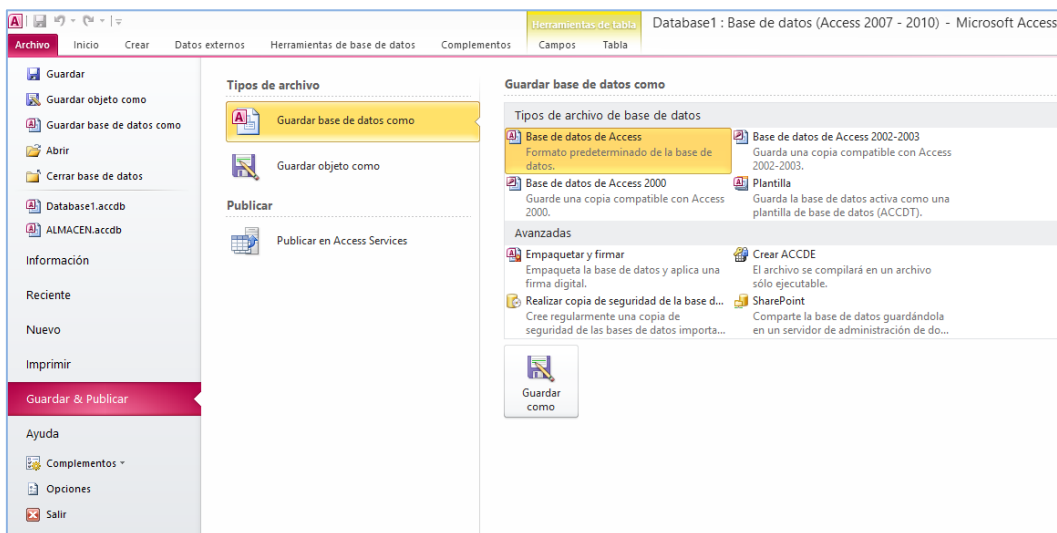 Herramientas de tabla
Database1 : Base de datos (Access 2007 - 2010) - Microsoft Access
Archivo Inicio Crear Datos externos Herramientas de base de datos Complementos Campos Tabla
Guardar
Guardar objeto como
Guardar base de datos como
Abrir
Cerrar base de datos
Database1.accdb
ALMACEN.accdb
Información
Reciente
Nuevo
Imprimir
Guardar & Publicar
Ayuda
Complementos
Opciones
Salir
Tipos de archivo
Guardar base de datos como
Guardar objeto como
Publicar
Publicar en Access Services
Guardar base de datos como
Tipos de archivo de base de datos
Base de datos de Access
Formato predeterminado de la base de
datos.
Base de datos de Access 2002-2003
Guarda una copia compatible con Access
2002-2003.
Base de datos de Access 2000
Guarde una copia compatible con Access
2000.
Plantilla
Guarda la base de datos activa como una
plantilla de base de datos (ACCDT).
Avanzadas
Empaquetar y firmar
Empaqueta la base de datos y aplica una
firma digital.
Crear ACCDE
El archivo se compilará en un archivo
sólo ejecutable.
Realizar copia de seguridad de la base d...
Cree regularmente una copia de
seguridad de las bases de datos importa...
SharePoint
Comparte la base de datos guardándola
en un servidor de administración de do...
Guardar
como